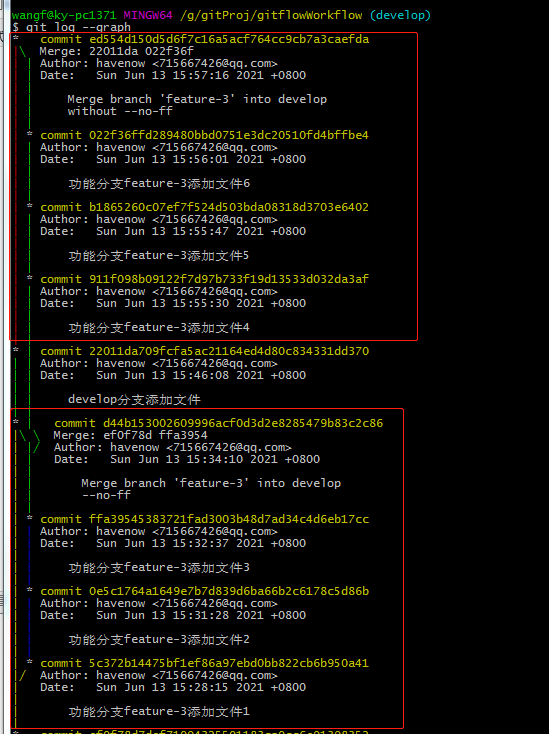 wangf@ky-pc1371 MINGW64 /g/gitProj/gitflowWorkflow (develop)
$ git log --graph
* commit ed554d150d5d6f7c16a5acf764cc9cb7a3caefda
|\ Merge: 22011da 022f36f
| | Author: havenow <715667426@qq.com>
| | Date: Sun Jun 13 15:57:16 2021 +0800
| |
| | Merge branch 'feature-3' into develop
| | without --no-ff
| |
| * commit 022f36ffd289480bbd0751e3dc20510fd4bffbe4
| | Author: havenow <715667426@qq.com>
| | Date: Sun Jun 13 15:56:01 2021 +0800
| |
| | 功能分支feature-3添加文件6
| |
| * commit b1865260c07ef7f524d503bda08318d3703e6402
| | Author: havenow <715667426@qq.com>
| | Date: Sun Jun 13 15:55:47 2021 +0800
| |
| | 功能分支feature-3添加文件5
| |
| * commit 911f098b09122f7d97b733f19d13533d032da3af
| | Author: havenow <715667426@qq.com>
| | Date: Sun Jun 13 15:55:30 2021 +0800
| |
| | 功能分支feature-3添加文件4
| |
* | commit 22011da709fcfa5ac21164ed4d80c834331dd370
| | Author: havenow <715667426@qq.com>
| | Date: Sun Jun 13 15:46:08 2021 +0800
| |
| | develop分支添加文件
| |
* | commit d44b153002609996acf0d3d2e8285479b83c2c86
|\ \ Merge: ef0f78d ffa3954
| |/ Author: havenow <715667426@qq.com>
| | Date: Sun Jun 13 15:34:10 2021 +0800
| |
| | Merge branch 'feature-3' into develop
| | --no-ff
| |
| * commit ffa39545383721fad3003b48d7ad34c4d6eb17cc
| | Author: havenow <715667426@qq.com>
| | Date: Sun Jun 13 15:32:37 2021 +0800
| |
| | 功能分支feature-3添加文件3
| |
| * commit 0e5c1764a1649e7b7d839d6ba66b2c6178c5d86b
| | Author: havenow <715667426@qq.com>
| | Date: Sun Jun 13 15:31:28 2021 +0800
| |
| | 功能分支feature-3添加文件2
| |
| * commit 5c372b14475bf1ef86a97ebd0bb822cb6b950a41
|/ Author: havenow <715667426@qq.com>
| Date: Sun Jun 13 15:28:15 2021 +0800
|
| 功能分支feature-3添加文件1
|
* commit